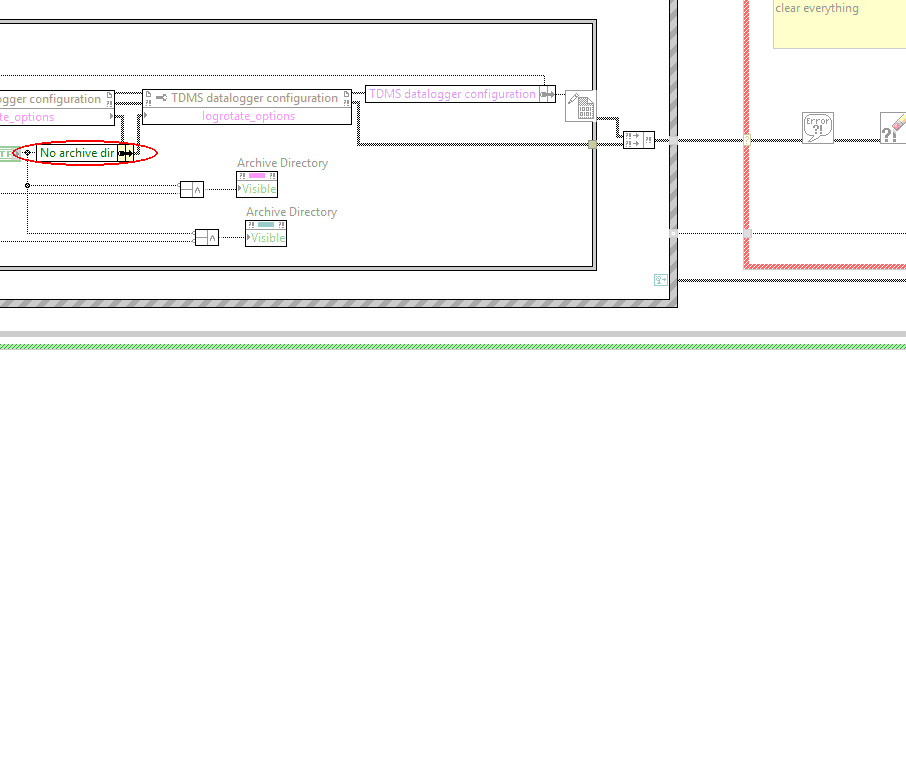 clear everything
ogger configuration
TDMS datalogger configuration
TDMS datalogger configuration
te_options
logrotate_options
Error
?!
No archive dir
Archive Directory
Visible
Archive Directory
Visible